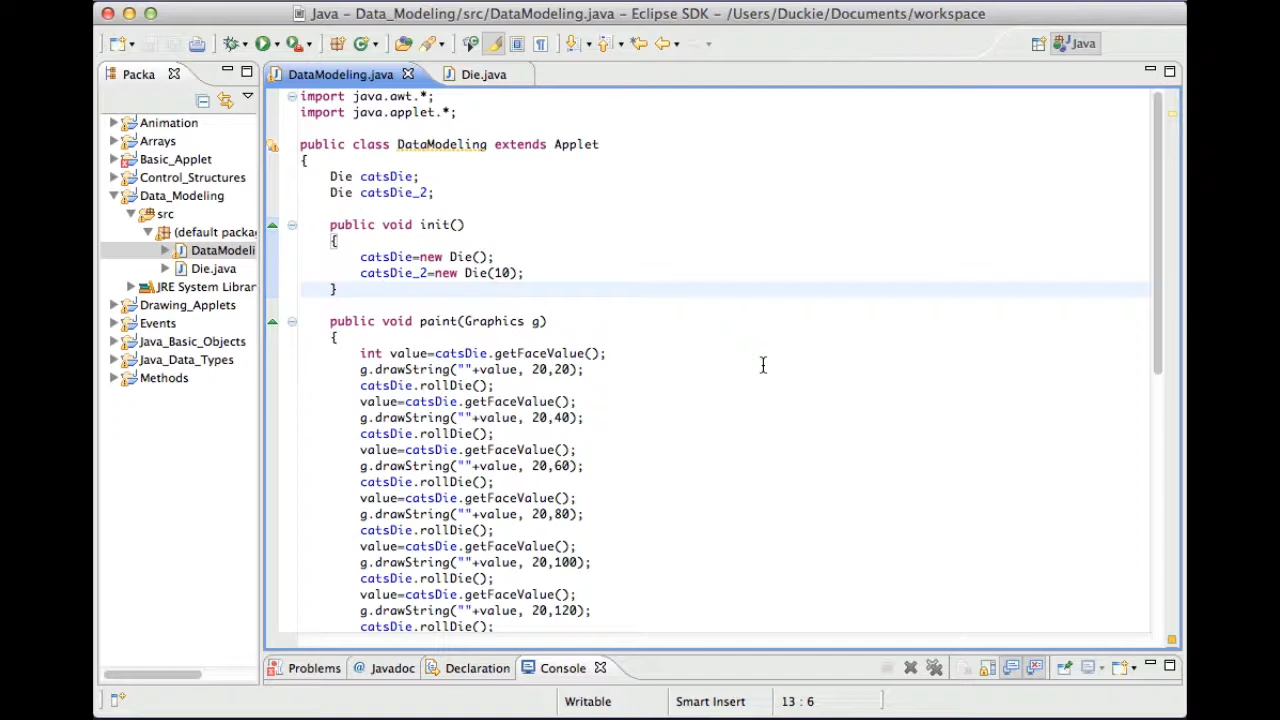 Java – Data_Modeling/src/DataModeling.java – Eclipse SDK – /Users/Duckie/Documents/workspace
Java
Packa
DataModeling.java
Die.java
Animation
Arrays
Basic_Applet
Control_Structures
Data_Modeling
src
(default packa
DataModeli
Die.java
JRE System Librar
Drawing_Applets
Events
Java_Basic_Objects
Java_Data_Types
Methods
import java.awt.*;
import java.applet.*;
public class DataModeling extends Applet
{
Die catsDie;
Die catsDie_2;
public void init()
{
catsDie=new Die();
catsDie_2=new Die(10);
}
public void paint(Graphics g)
{
int value=catsDie.getFaceValue();
g.drawString(""+value, 20,20);
catsDie.rollDie();
value=catsDie.getFaceValue();
g.drawString(""+value, 20,40);
catsDie.rollDie();
value=catsDie.getFaceValue();
g.drawString(""+value, 20,60);
catsDie.rollDie();
value=catsDie.getFaceValue();
g.drawString(""+value, 20,80);
catsDie.rollDie();
value=catsDie.getFaceValue();
g.drawString(""+value, 20,100);
catsDie.rollDie();
value=catsDie.getFaceValue();
g.drawString(""+value, 20,120);
catsDie.rollDie();
Problems
@ Javadoc
Declaration
Console
Writable
Smart Insert
13 : 6